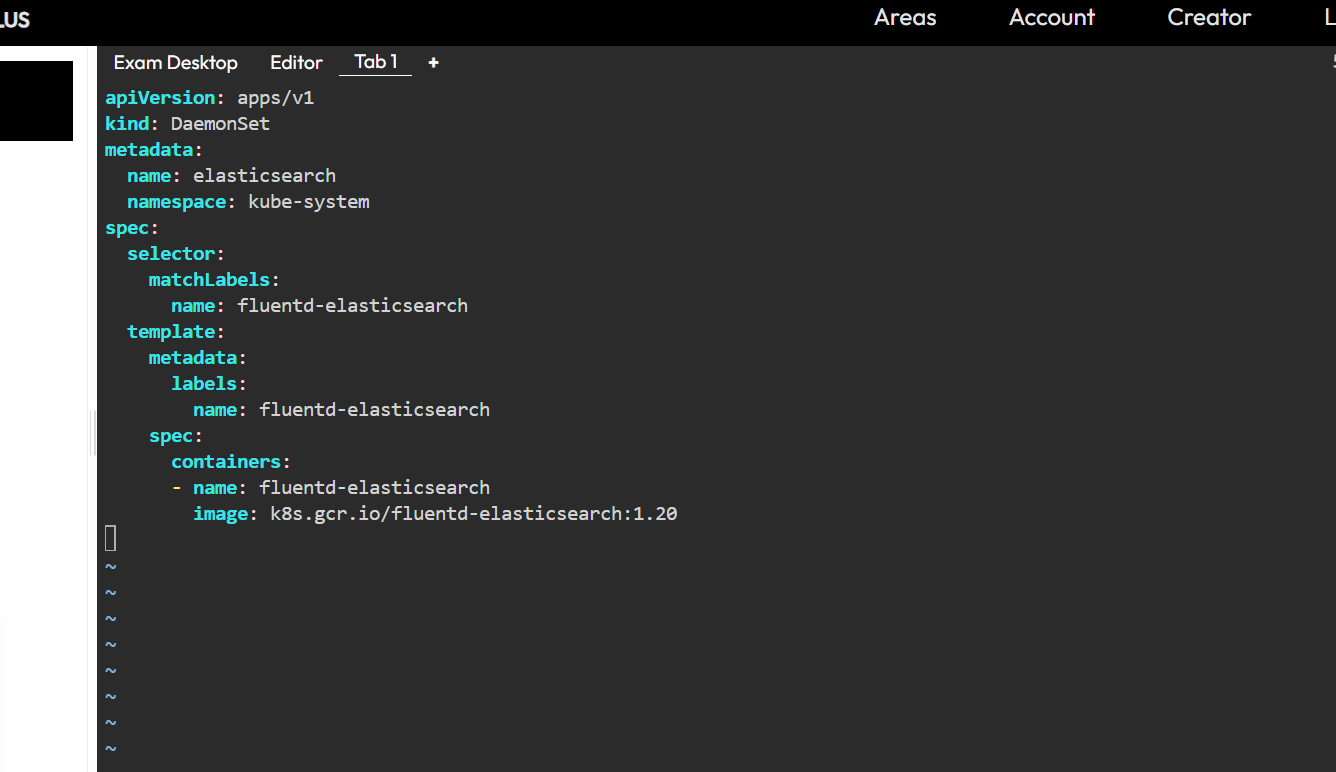 LUS
Areas Account Creator
Exam Desktop Editor Tab 1 +
apiVersion: apps/v1
kind: DaemonSet
metadata:
  name: elasticsearch
  namespace: kube-system
spec:
  selector:
    matchLabels:
      name: fluentd-elasticsearch
  template:
    metadata:
      labels:
        name: fluentd-elasticsearch
    spec:
      containers:
      - name: fluentd-elasticsearch
        image: k8s.gcr.io/fluentd-elasticsearch:1.20
~
~
~
~
~
~
~
~